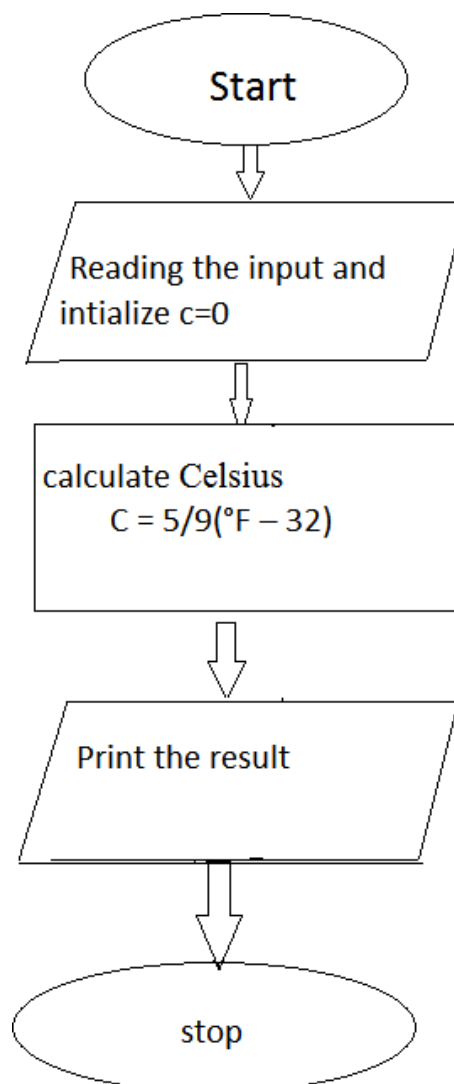 Start
Reading the input and
intialize c=0
calculate Celsius
C = 5/9(°F – 32)
Print the result
stop